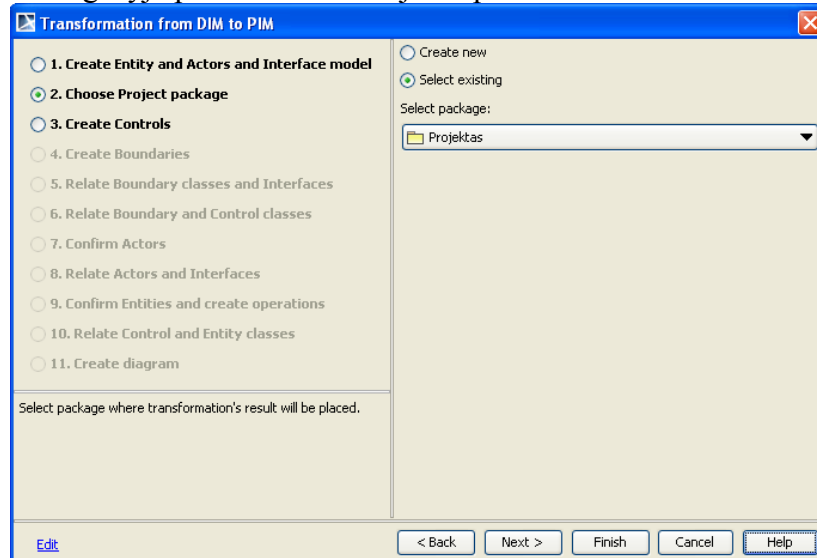 Transformation from DIM to PIM
1. Create Entity and Actors and Interface model
2. Choose Project package
3. Create Controls
4. Create Boundaries
5. Relate Boundary classes and Interfaces
6. Relate Boundary and Control classes
7. Confirm Actors
8. Relate Actors and Interfaces
9. Confirm Entities and create operations
10. Relate Control and Entity classes
11. Create diagram
Select package where transformation's result will be placed.
Create new
Select existing
Select package:
Projektas
Edit
< Back
Next >
Finish
Cancel
Help